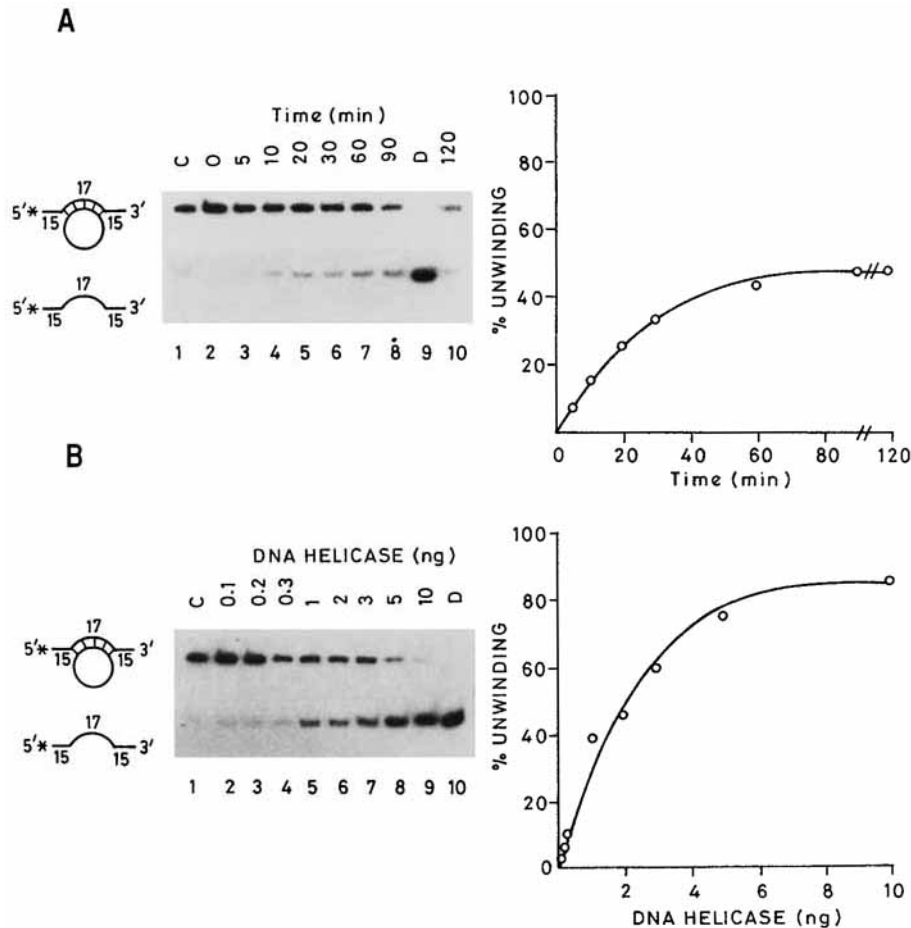 A
Time (min)
C 0 5 10 20 30 60 90 D 120
17
5'* 15 15 3'
17
5'* 15 15 3'
1 2 3 4 5 6 7 8 9 10
% UNWINDING
100
80
60
40
20
0 20 40 60 80 120
Time (min)
B
DNA HELICASE (ng)
C 0.1 0.2 0.3 1 2 3 5 10 D
17
5'* 15 15 3'
17
5'* 15 15 3'
1 2 3 4 5 6 7 8 9 10
% UNWINDING
100
80
60
40
20
0
2 4 6 8 10
DNA HELICASE (ng)